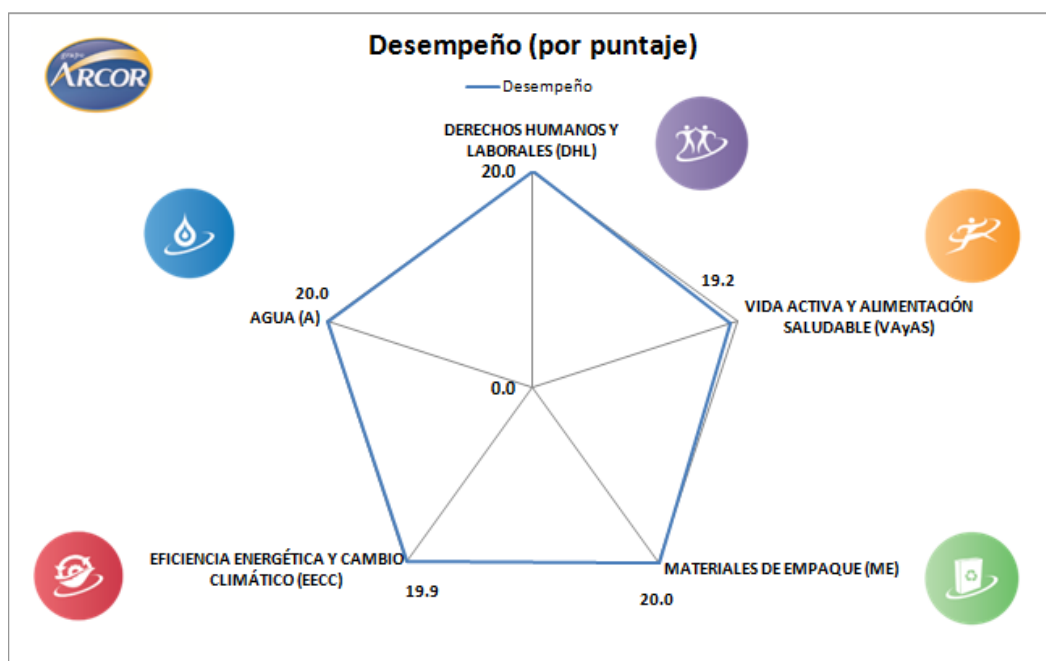 grupo
ARCOR
Desempeño (por puntaje)
Desempeño
DERECHOS HUMANOS Y
LABORALES (DHL)
20.0
19.2
VIDA ACTIVA Y ALIMENTACIÓN
SALUDABLE (VAyAS)
20.0
AGUA (A)
0.0
EFICIENCIA ENERGÉTICA Y CAMBIO
CLIMÁTICO (EECC)
19.9
MATERIALES DE EMPAQUE (ME)
20.0